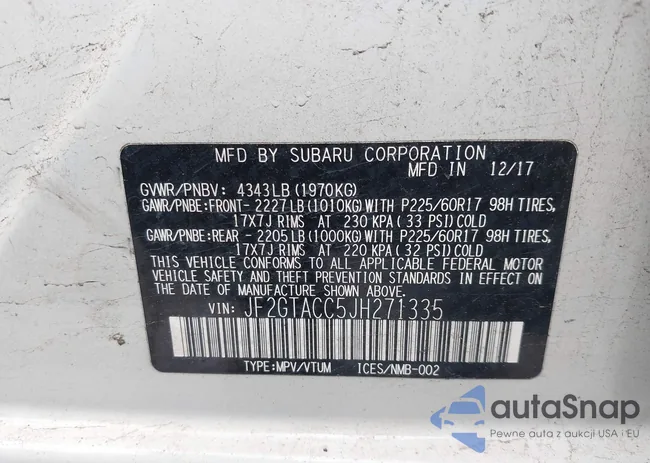 MFD BY SUBARU CORPORATION
MFD IN 12/17
GVWR/PNBV: 4343LB(1970KG)
GAWR/PNBE:FRONT-2227LB(1010KG)WITH P225/60R17 98H TIRES,
17X7J RIMS AT 230 KPA(33 PSI)COLD
GAWR/PNBE:REAR -2205LB(1000KG)WITH P225/60R17 98H TIRES,
17X7J RIMS AT 220 KPA(32 PSI)COLD
THIS VEHICLE CONFORMS TO ALL APPLICABLE FEDERAL MOTOR
VEHICLE SAFETY AND THEFT PREVENTION STANDARDS IN EFFECT
ON THE DATE OF MANUFACTURE SHOWN ABOVE.
VIN: JF2GTACC5JH271335
TYPE:MPV/VTUM ICES/NMB-002
autaSnap
Pewne auta z aukcji USA i EU